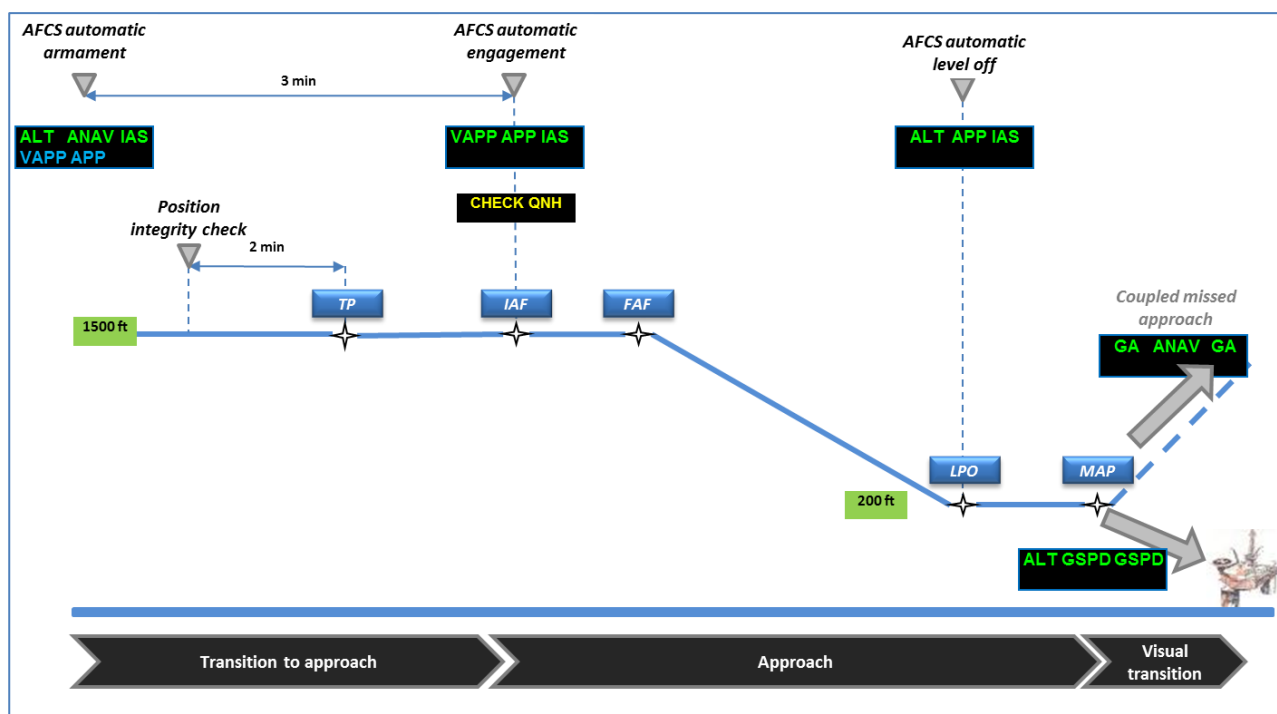 AFCS automatic
armament
AFCS automatic
engagement
AFCS automatic
level off
3 min
ALT ANAV IAS
VAPP APP
VAPP APP IAS
ALT APP IAS
CHECK QNH
Position
integrity check
2 min
TP
IAF
FAF
1500 ft
Coupled missed
approach
GA ANAV GA
LPO
MAP
200 ft
ALT GSPD GSPD
Transition to approach
Approach
Visual
transition